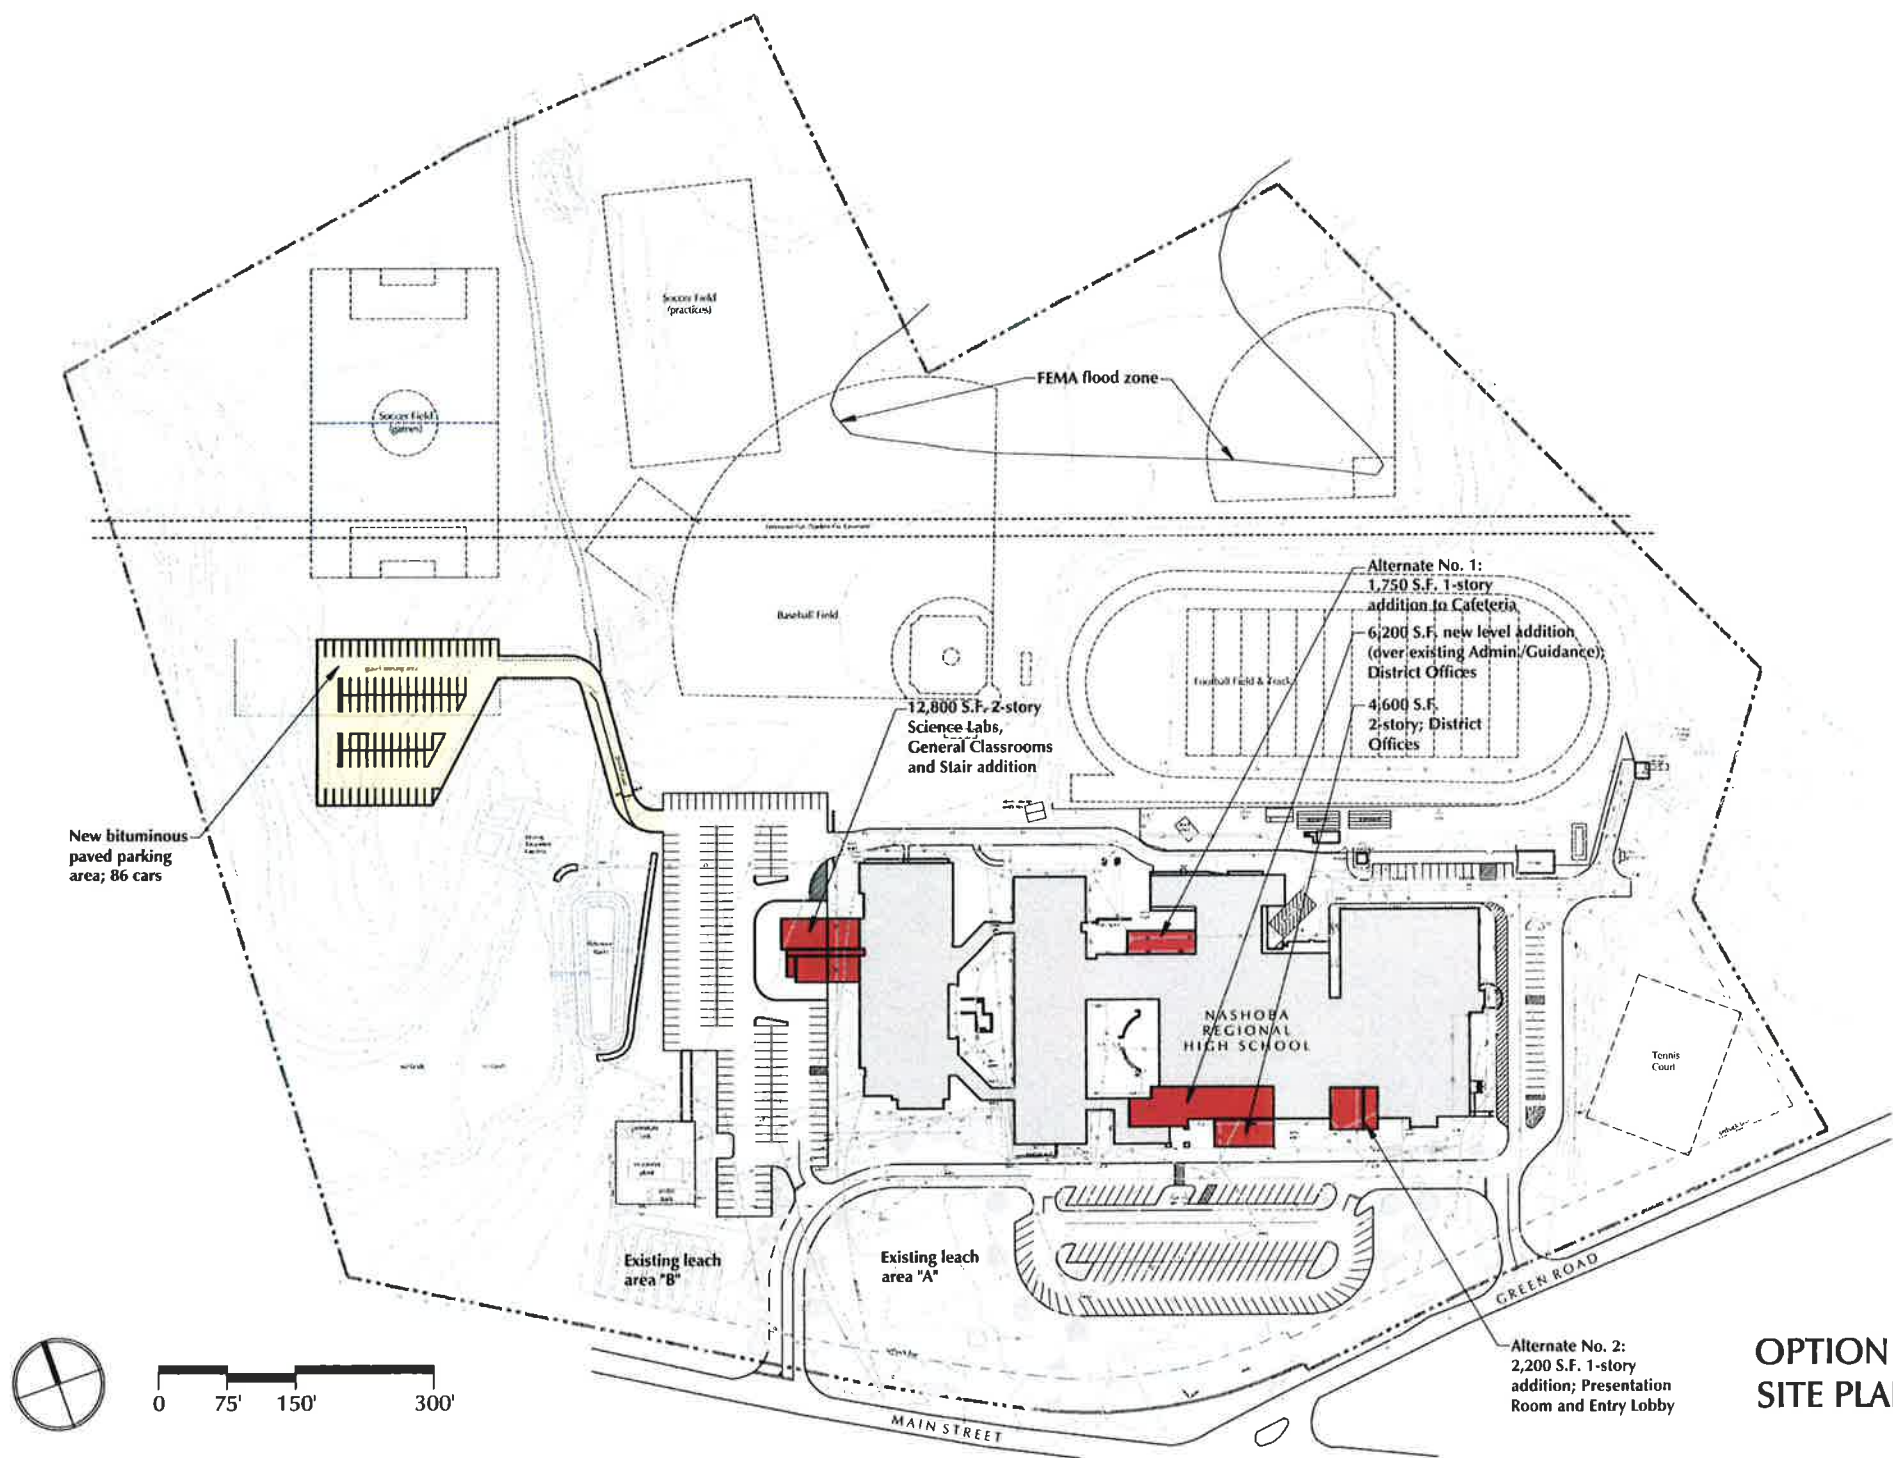 Soccer Field
(practices)
FEMA flood zone
Soccer Field
(games)
Alternate No. 1:
1,750 S.F. 1-story
addition to Cafeteria
6,200 S.F. new level addition
(over existing Admin./Guidance);
District Offices
4,600 S.F.
2-story; District
Offices
Baseball Field
Football Field & Track
12,800 S.F. 2-story
Science Labs,
General Classrooms
and Stair addition
New bituminous
paved parking
area; 86 cars
NASHOBA
REGIONAL
HIGH SCHOOL
Tennis
Court
Existing leach
area "B"
Existing leach
area "A"
GREEN ROAD
MAIN STREET
Alternate No. 2:
2,200 S.F. 1-story
addition; Presentation
Room and Entry Lobby
OPTION
SITE PLA
0 75' 150' 300'